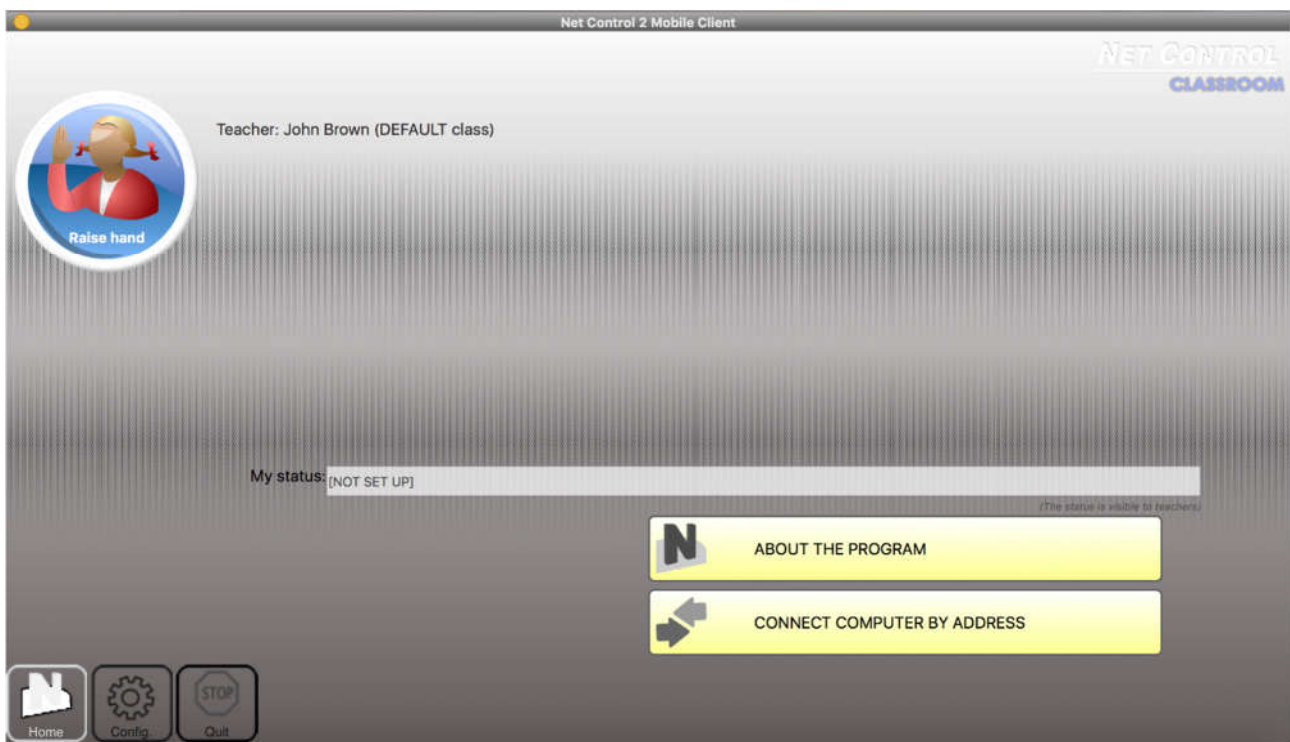 Net Control 2 Mobile Client
NET CONTROL
CLASSROOM
Teacher: John Brown (DEFAULT class)
Raise hand
My status:
[NOT SET UP]
(The status is visible to teachers)
N
ABOUT THE PROGRAM
CONNECT COMPUTER BY ADDRESS
N
STOP
Home
Config.
Quit